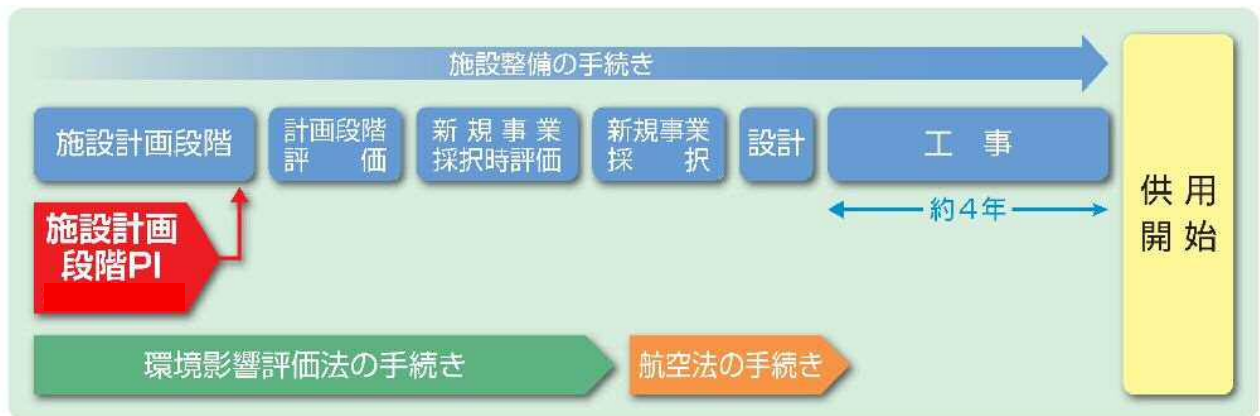 施設整備の手続き
施設計画段階
計画段階
評価
新規事業
採択時評価
新規事業
採択
設計
工事
約4年
供用
開始
施設計画
段階PI
環境影響評価法の手続き
航空法の手続き